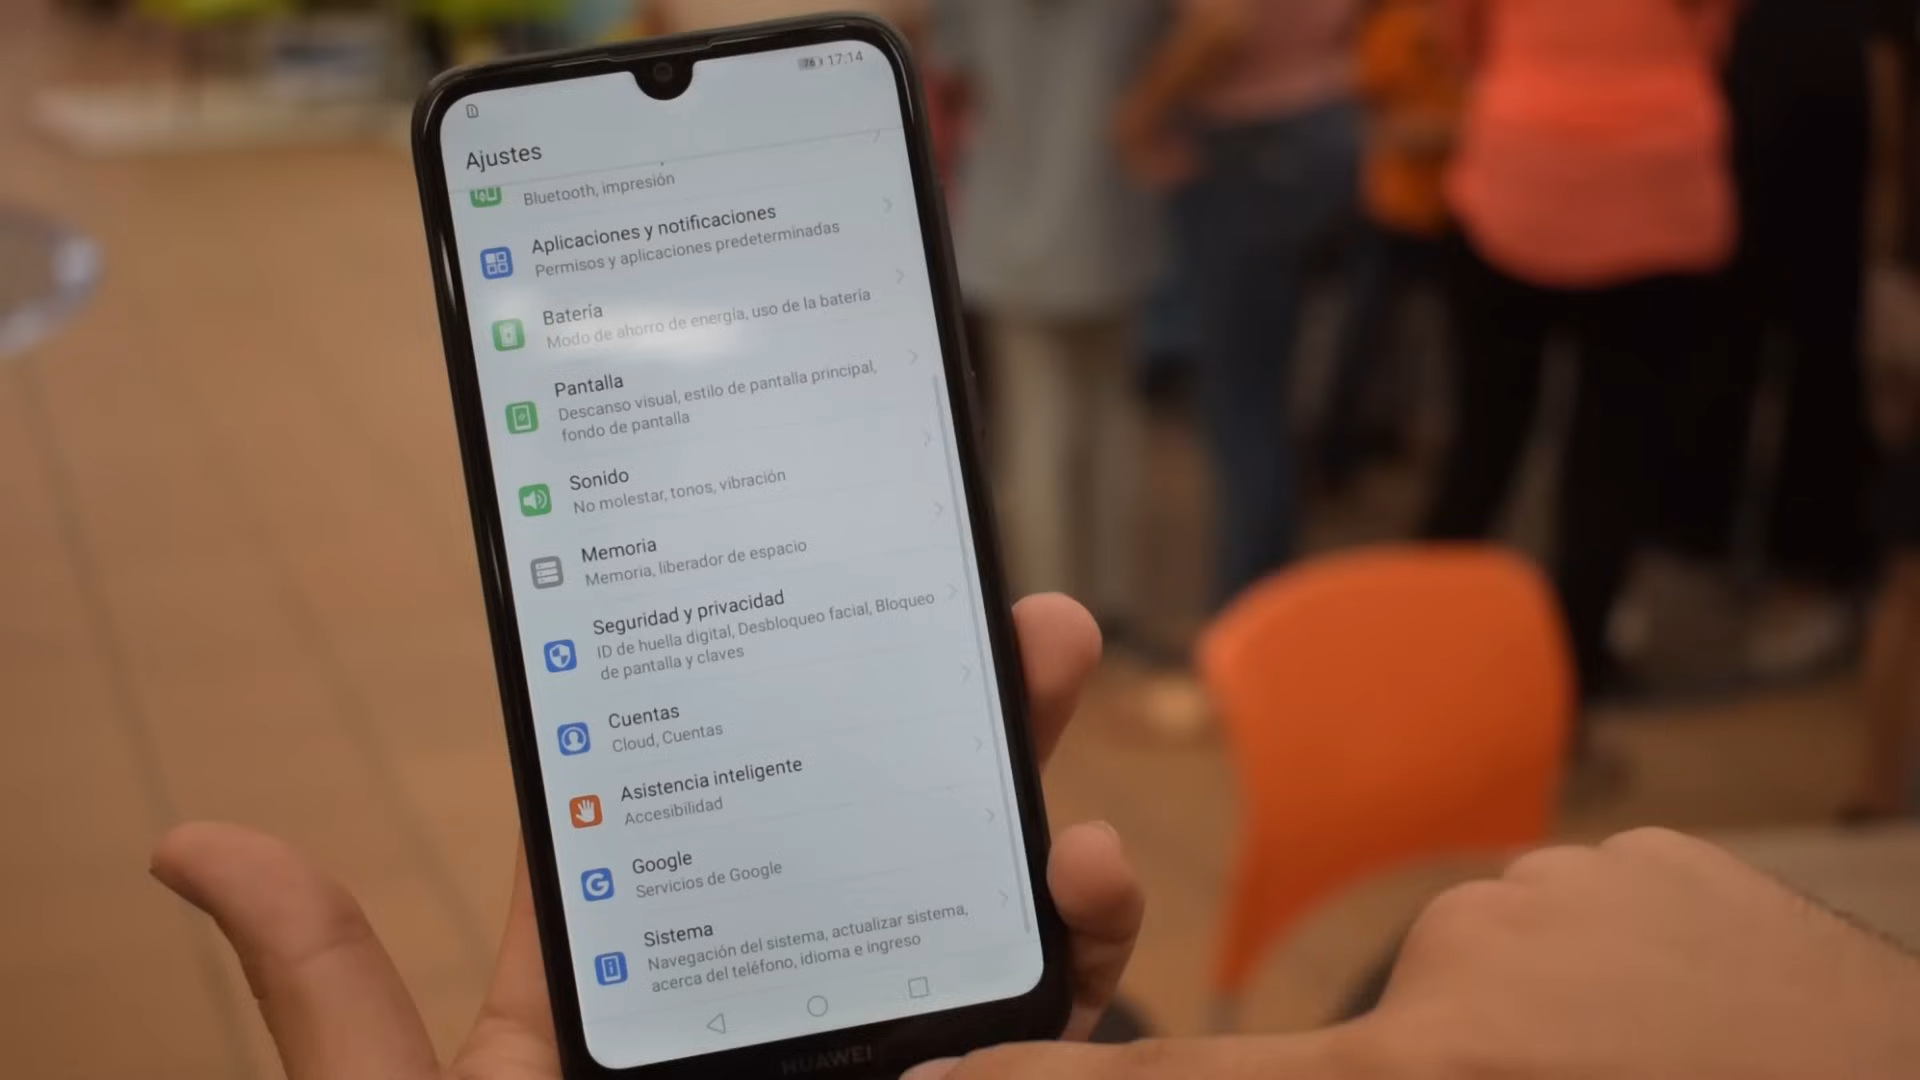 76 17:14
Ajustes
Bluetooth, impresión
Aplicaciones y notificaciones
Permisos y aplicaciones predeterminadas
Batería
Modo de ahorro de energía, uso de la batería
Pantalla
Descanso visual, estilo de pantalla principal,
fondo de pantalla
Sonido
No molestar, tonos, vibración
Memoria
Memoria, liberador de espacio
Seguridad y privacidad
ID de huella digital, Desbloqueo facial, Bloqueo
de pantalla y claves
Cuentas
Cloud, Cuentas
Asistencia inteligente
Accesibilidad
Google
Servicios de Google
Sistema
Navegación del sistema, actualizar sistema,
acerca del teléfono, idioma e ingreso
HUAWEI